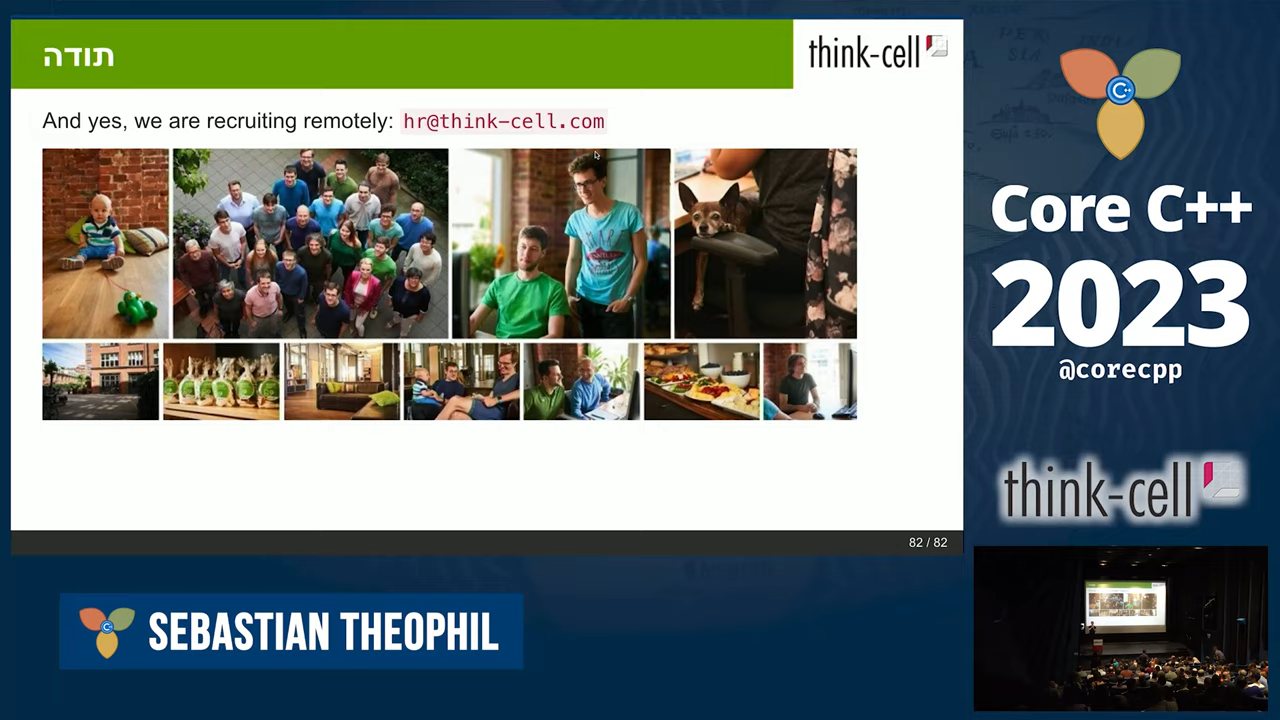 תודה
think-cell
And yes, we are recruiting remotely: hr@think-cell.com
82 / 82
SEBASTIAN THEOPHIL
C++
Core C++
2023
@corecpp
think-cell